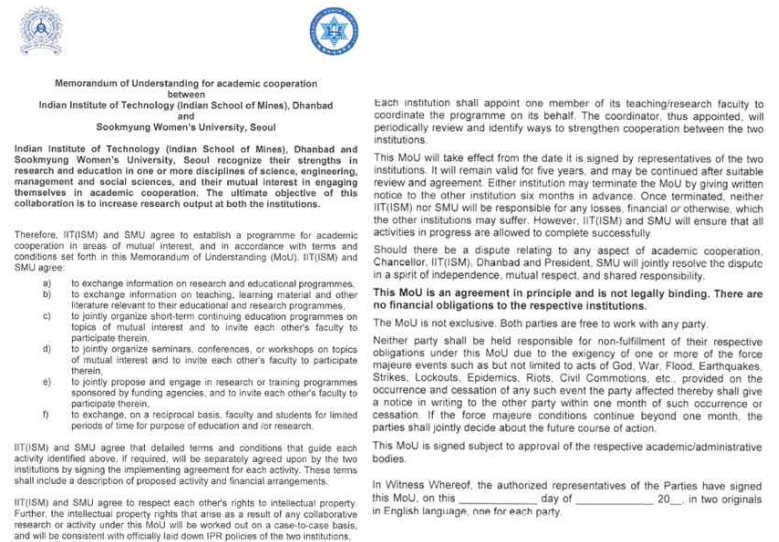 Memorandum of Understanding for academic cooperation
between
Indian Institute of Technology (Indian School of Mines), Dhanbad
and
Sookmyung Women's University, Seoul
Indian Institute of Technology (Indian School of Mines), Dhanbad and
Sookmyung Women's University, Seoul recognize their strengths in
research and education in one or more disciplines of science, engineering,
management and social sciences, and their mutual interest in engaging
themselves in academic cooperation. The ultimate objective of this
collaboration is to increase research output at both the institutions.
Therefore, IIT(ISM) and SMU agree to establish a programme for academic
cooperation in areas of mutual interest, and in accordance with terms and
conditions set forth in this Memorandum of Understanding (MoU). IIT(ISM) and
SMU agree:
a) to exchange information on research and educational programmes,
b) to exchange information on teaching, learning material and other
literature relevant to their educational and research programmes,
c) to jointly organize short-term continuing education programmes on
topics of mutual interest and to invite each other's faculty to
participate therein,
d) to jointly organize seminars, conferences, or workshops on topics
of mutual interest and to invite each other's faculty to participate
therein,
e) to jointly propose and engage in research or training programmes
sponsored by funding agencies, and to invite each other's faculty to
participate therein,
f) to exchange, on a reciprocal basis, faculty and students for limited
periods of time for purpose of education and /or research.
IIT(ISM) and SMU agree that detailed terms and conditions that guide each
activity identified above, if required, will be separately agreed upon by the two
institutions by signing the implementing agreement for each activity. These terms
shall include a description of proposed activity and financial arrangements.
IIT(ISM) and SMU agree to respect each other's rights to intellectual property.
Further, the intellectual property rights that arise as a result of any collaborative
research or activity under this MoU will be worked out on a case-to-case basis,
and will be consistent with officially laid down IPR policies of the two institutions.
Each institution shall appoint one member of its teaching/research faculty to
coordinate the programme on its behalf. The coordinator, thus appointed, will
periodically review and identify ways to strengthen cooperation between the two
institutions.
This MoU will take effect from the date it is signed by representatives of the two
institutions. It will remain valid for five years, and may be continued after suitable
review and agreement. Either institution may terminate the MoU by giving written
notice to the other institution six months in advance. Once terminated, neither
IIT(ISM) nor SMU will be responsible for any losses, financial or otherwise, which
the other institutions may suffer. However, IIT(ISM) and SMU will ensure that all
activities in progress are allowed to complete successfully.
Should there be a dispute relating to any aspect of academic cooperation,
Chancellor, IIT(ISM), Dhanbad and President, SMU will jointly resolve the dispute
in a spirit of independence, mutual respect, and shared responsibility.
This MoU is an agreement in principle and is not legally binding. There are
no financial obligations to the respective institutions.
The MoU is not exclusive. Both parties are free to work with any party.
Neither party shall be held responsible for non-fulfillment of their respective
obligations under this MoU due to the exigency of one or more of the force
majeure events such as but not limited to acts of God, War, Flood, Earthquakes,
Strikes, Lockouts, Epidemics, Riots, Civil Commotions, etc., provided on the
occurrence and cessation of any such event the party affected thereby shall give
a notice in writing to the other party within one month of such occurrence or
cessation. If the force majeure conditions continue beyond one month, the
parties shall jointly decide about the future course of action.
This MoU is signed subject to approval of the respective academic/administrative
bodies.
In Witness Whereof, the authorized representatives of the Parties have signed
this MoU, on this ____________ day of ____________ 20__, in two originals
in English language, one for each party.